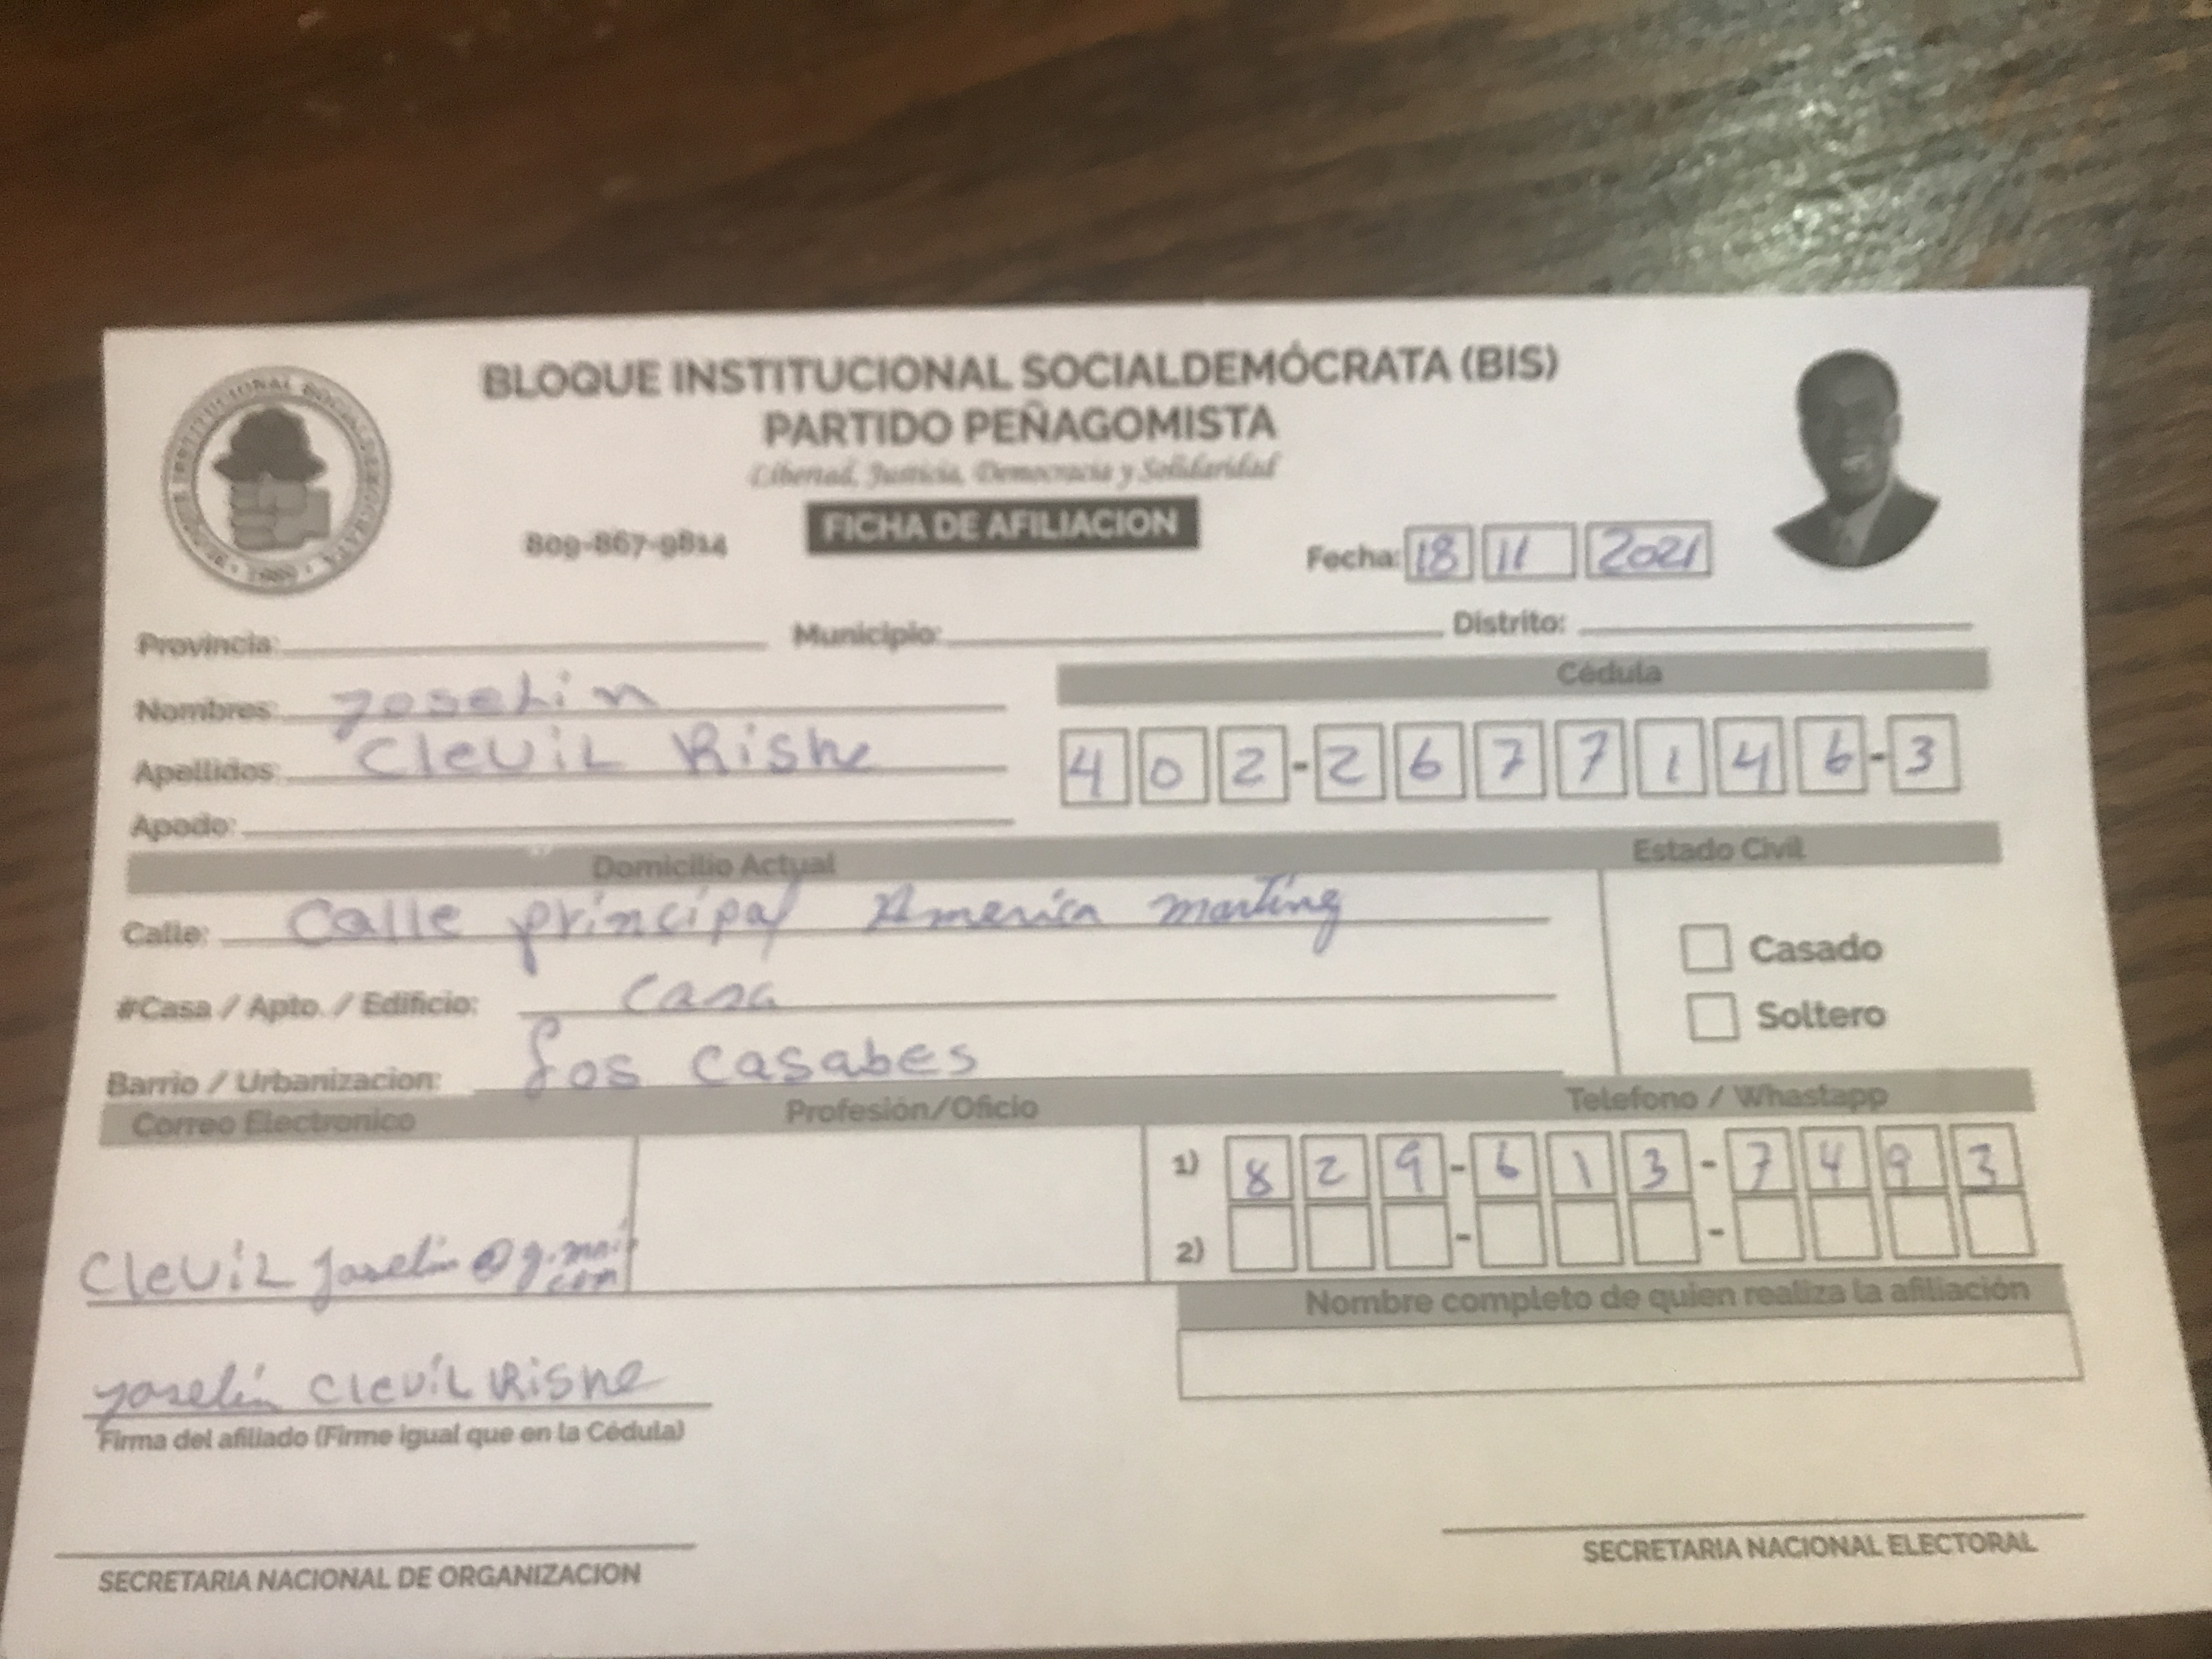 BLOQUE INSTITUCIONAL SOCIALDEMÓCRATA (BIS)
PARTIDO PEÑAGOMISTA
Libertad, Justicia, Democracia y Solidaridad
809-867-9814 FICHA DE AFILIACION Fecha: 18 11 2021
Provincia: Municipio: Distrito:
Cédula
Nombres: Joselin
Apellidos: Clevil Rishe
402-2677146-3
Apodo:
Domicilio Actual Estado Civil
Calle: Calle principal America marting
Casado
#Casa / Apto. / Edificio: Casa
Soltero
Barrio / Urbanizacion: Los casabes
Correo Electronico Profesión/Oficio Telefono / Whastapp
1) 829-613-7493
2) - -
Clevil joselin @g.mail
com
Nombre completo de quien realiza la afiliación
yoselin Clevil Rishe
Firma del afiliado (Firme igual que en la Cédula)
SECRETARIA NACIONAL DE ORGANIZACION SECRETARIA NACIONAL ELECTORAL